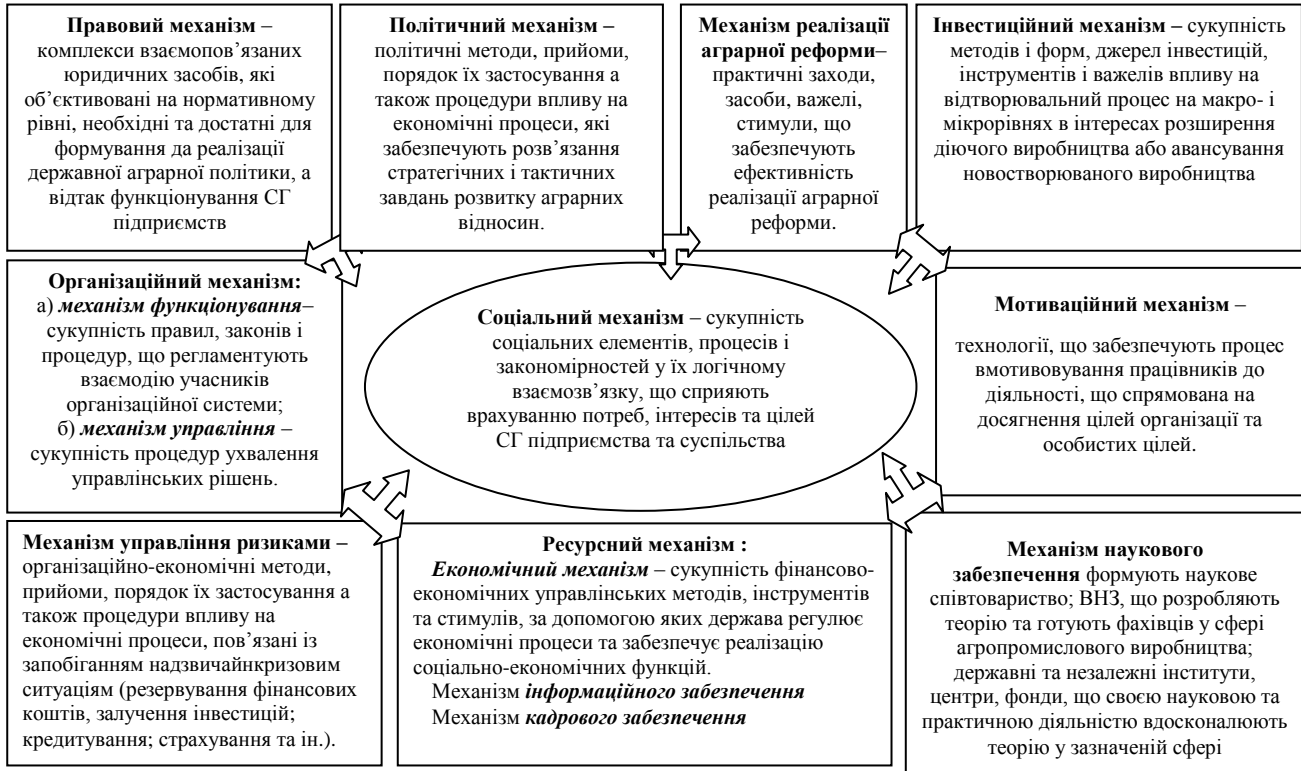 Правовий механізм –
комплекси взаємопов’язаних
юридичних засобів, які
об’єктивовані на нормативному
рівні, необхідні та достатні для
формування да реалізації
державної аграрної політики, а
відтак функціонування СГ
підприємств
Політичний механізм –
політичні методи, прийоми,
порядок їх застосування а
також процедури впливу на
економічні процеси, які
забезпечують розв’язання
стратегічних і тактичних
завдань розвитку аграрних
відносин.
Механізм реалізації
аграрної реформи–
практичні заходи,
засоби, важелі,
стимули, що
забезпечують
ефективність
реалізації аграрної
реформи.
Інвестиційний механізм – сукупність
методів і форм, джерел інвестицій,
інструментів і важелів впливу на
відтворювальний процес на макро- і
мікрорівнях в інтересах розширення
діючого виробництва або авансування
новостворюваного виробництва
Організаційний механізм:
а) механізм функціонування–
сукупність правил, законів і
процедур, що регламентують
взаємодію учасників
організаційної системи;
б) механізм управління –
сукупність процедур ухвалення
управлінських рішень.
Соціальний механізм – сукупність
соціальних елементів, процесів і
закономірностей у їх логічному
взаємозв’язку, що сприяють
врахуванню потреб, інтересів та цілей
СГ підприємства та суспільства
Мотиваційний механізм –
технології, що забезпечують процес
вмотивовування працівників до
діяльності, що спрямована на
досягнення цілей організації та
особистих цілей.
Механізм управління ризиками –
організаційно-економічні методи,
прийоми, порядок їх застосування а
також процедури впливу на
економічні процеси, пов’язані із
запобіганням надзвичайнкризовим
ситуаціям (резервування фінансових
коштів, залучення інвестицій;
кредитування; страхування та ін.).
Ресурсний механізм :
Економічний механізм – сукупність фінансово-
економічних управлінських методів, інструментів
та стимулів, за допомогою яких держава регулює
економічні процеси та забезпечує реалізацію
соціально-економічних функцій.
Механізм інформаційного забезпечення
Механізм кадрового забезпечення
Механізм наукового
забезпечення формують наукове
співтовариство; ВНЗ, що розробляють
теорію та готують фахівців у сфері
агропромислового виробництва;
державні та незалежні інститути,
центри, фонди, що своєю науковою та
практичною діяльністю вдосконалюють
теорію у зазначеній сфері